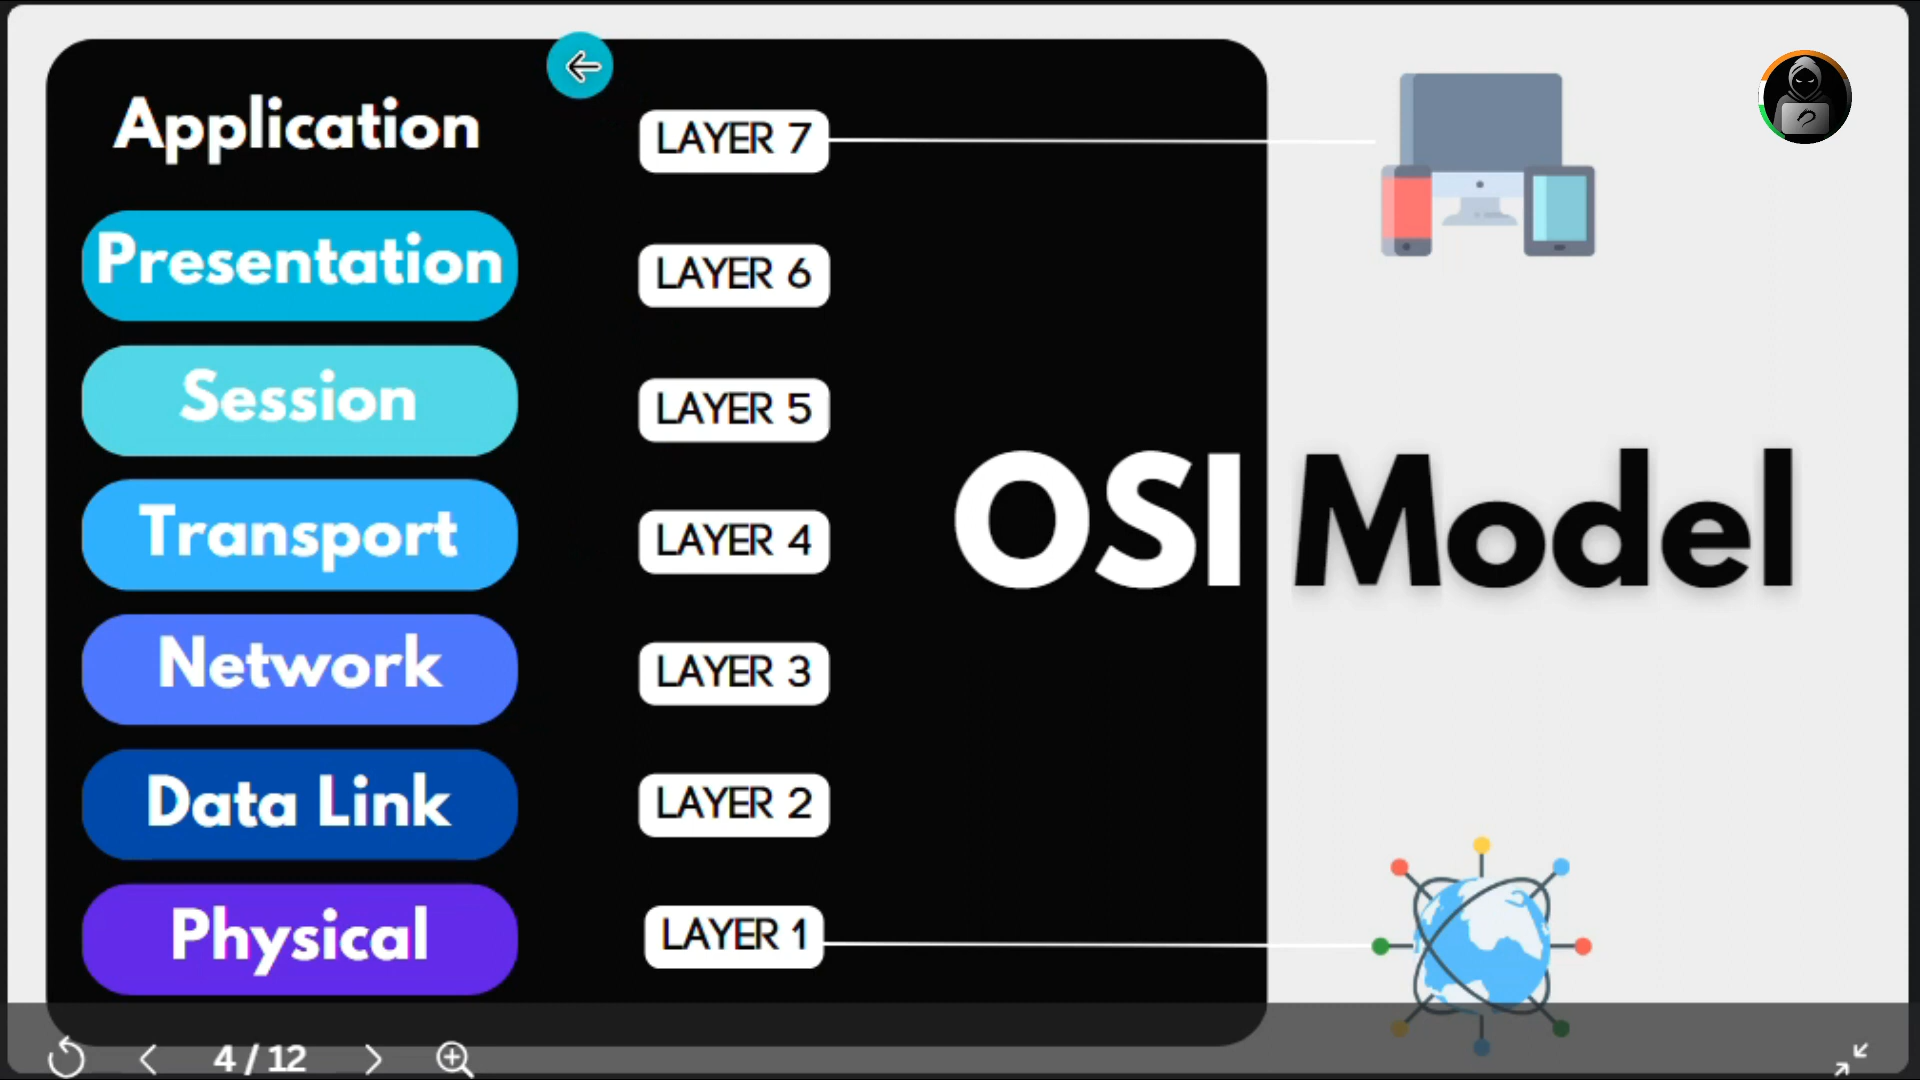 Application
LAYER 7
Presentation
LAYER 6
Session
LAYER 5
Transport
LAYER 4
OSI Model
Network
LAYER 3
Data Link
LAYER 2
Physical
LAYER 1
4 / 12